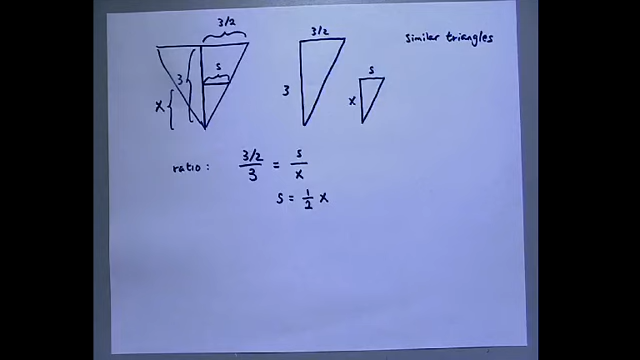 3/2
3/2
similar triangles
3
s
x
3
s
x
ratio: 3/2 / 3 = s / x
s = 1/2 x